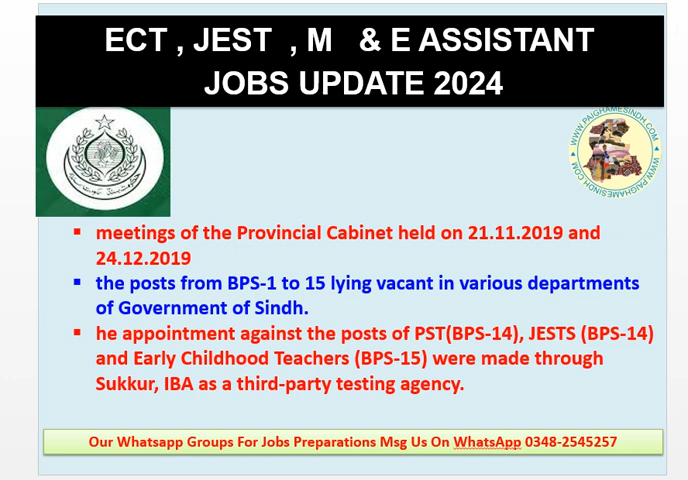 ECT , JEST , M & E ASSISTANT
JOBS UPDATE 2024
WWW.PAIGHAMESINDH.COM
WWW.PAIGHAMESINDH.COM
▪ meetings of the Provincial Cabinet held on 21.11.2019 and
24.12.2019
▪ the posts from BPS-1 to 15 lying vacant in various departments
of Government of Sindh.
▪ he appointment against the posts of PST(BPS-14), JESTS (BPS-14)
and Early Childhood Teachers (BPS-15) were made through
Sukkur, IBA as a third-party testing agency.
Our Whatsapp Groups For Jobs Preparations Msg Us On WhatsApp 0348-2545257